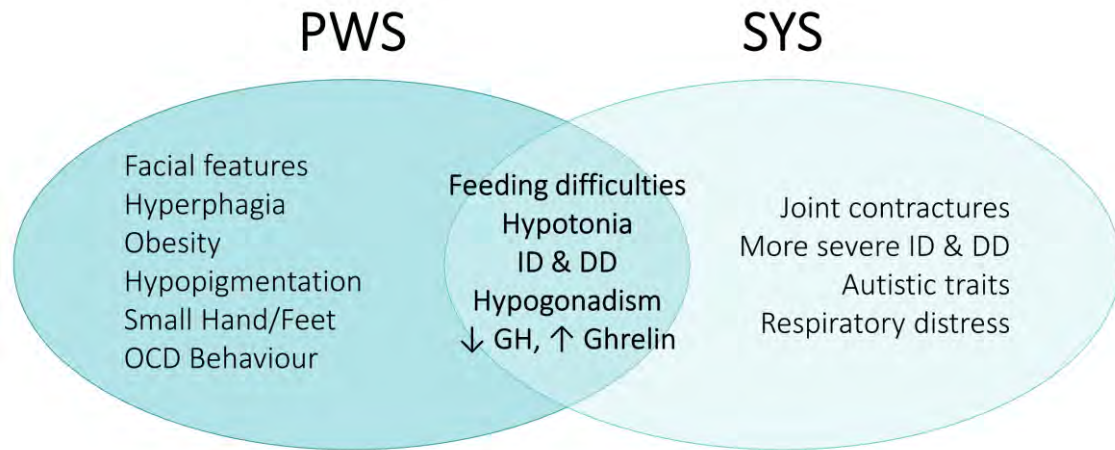 PWS
SYS
Facial features
Hyperphagia
Obesity
Hypopigmentation
Small Hand/Feet
OCD Behaviour
Feeding difficulties
Hypotonia
ID & DD
Hypogonadism
↓ GH, ↑ Ghrelin
Joint contractures
More severe ID & DD
Autistic traits
Respiratory distress